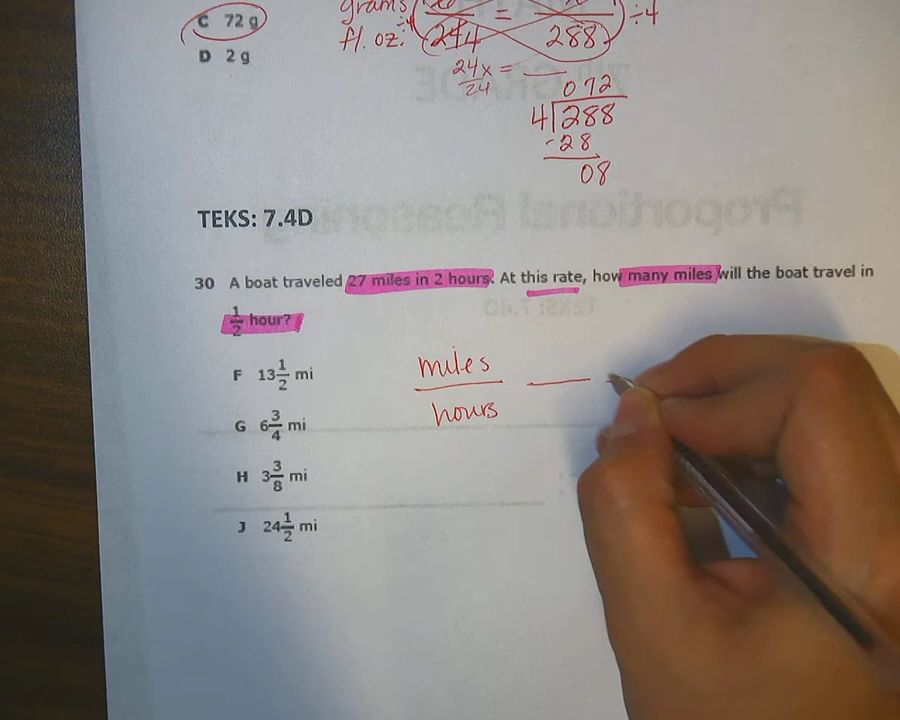 C 72 g
D 2 g
grams
fl. oz.
=
288
÷4
÷4
24x =
24
072
4 288
-28
08
TEKS: 7.4D
30 A boat traveled 27 miles in 2 hours. At this rate, how many miles will the boat travel in
1/2 hour?
F 13 1/2 mi
G 6 3/4 mi
H 3 3/8 mi
J 24 1/2 mi
miles
hours